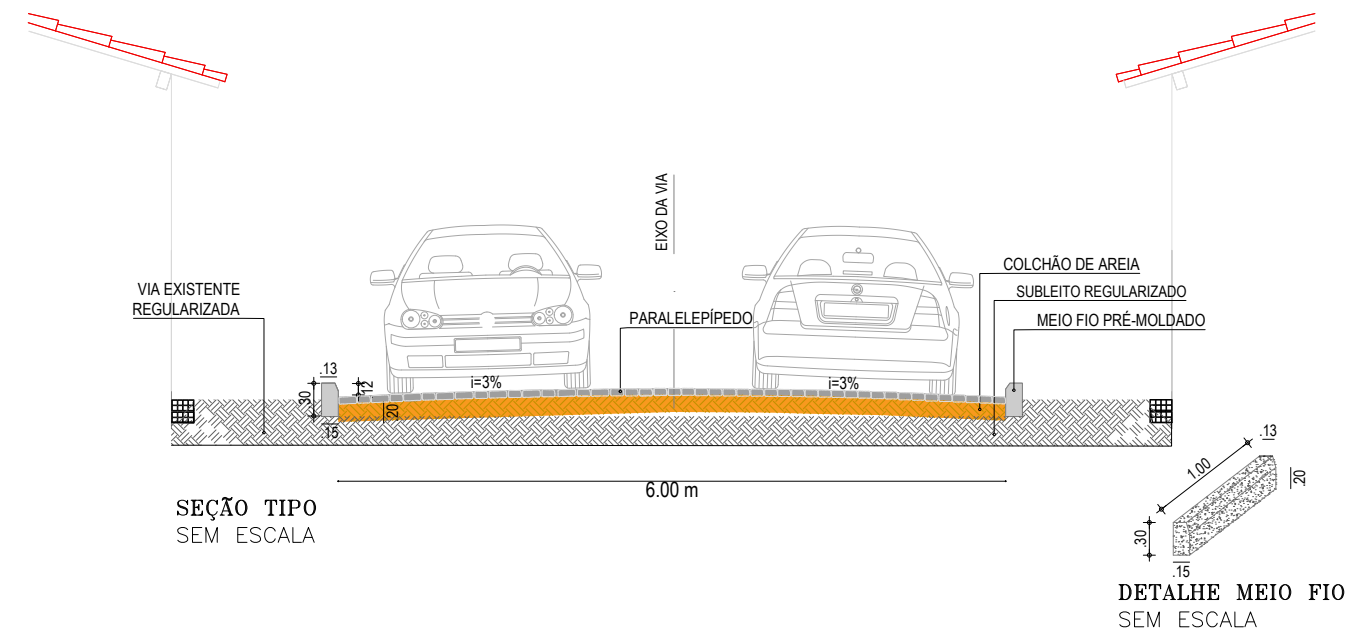 EIXO DA VIA
VIA EXISTENTE
REGULARIZADA
COLCHÃO DE AREIA
SUBLEITO REGULARIZADO
PARALELEPÍPEDO
MEIO FIO PRÉ-MOLDADO
.13
.30
.12
i=3%
i=3%
.20
.15
6.00 m
SEÇÃO TIPO
SEM ESCALA
.13
1.00
.20
.30
.15
DETALHE MEIO FIO
SEM ESCALA